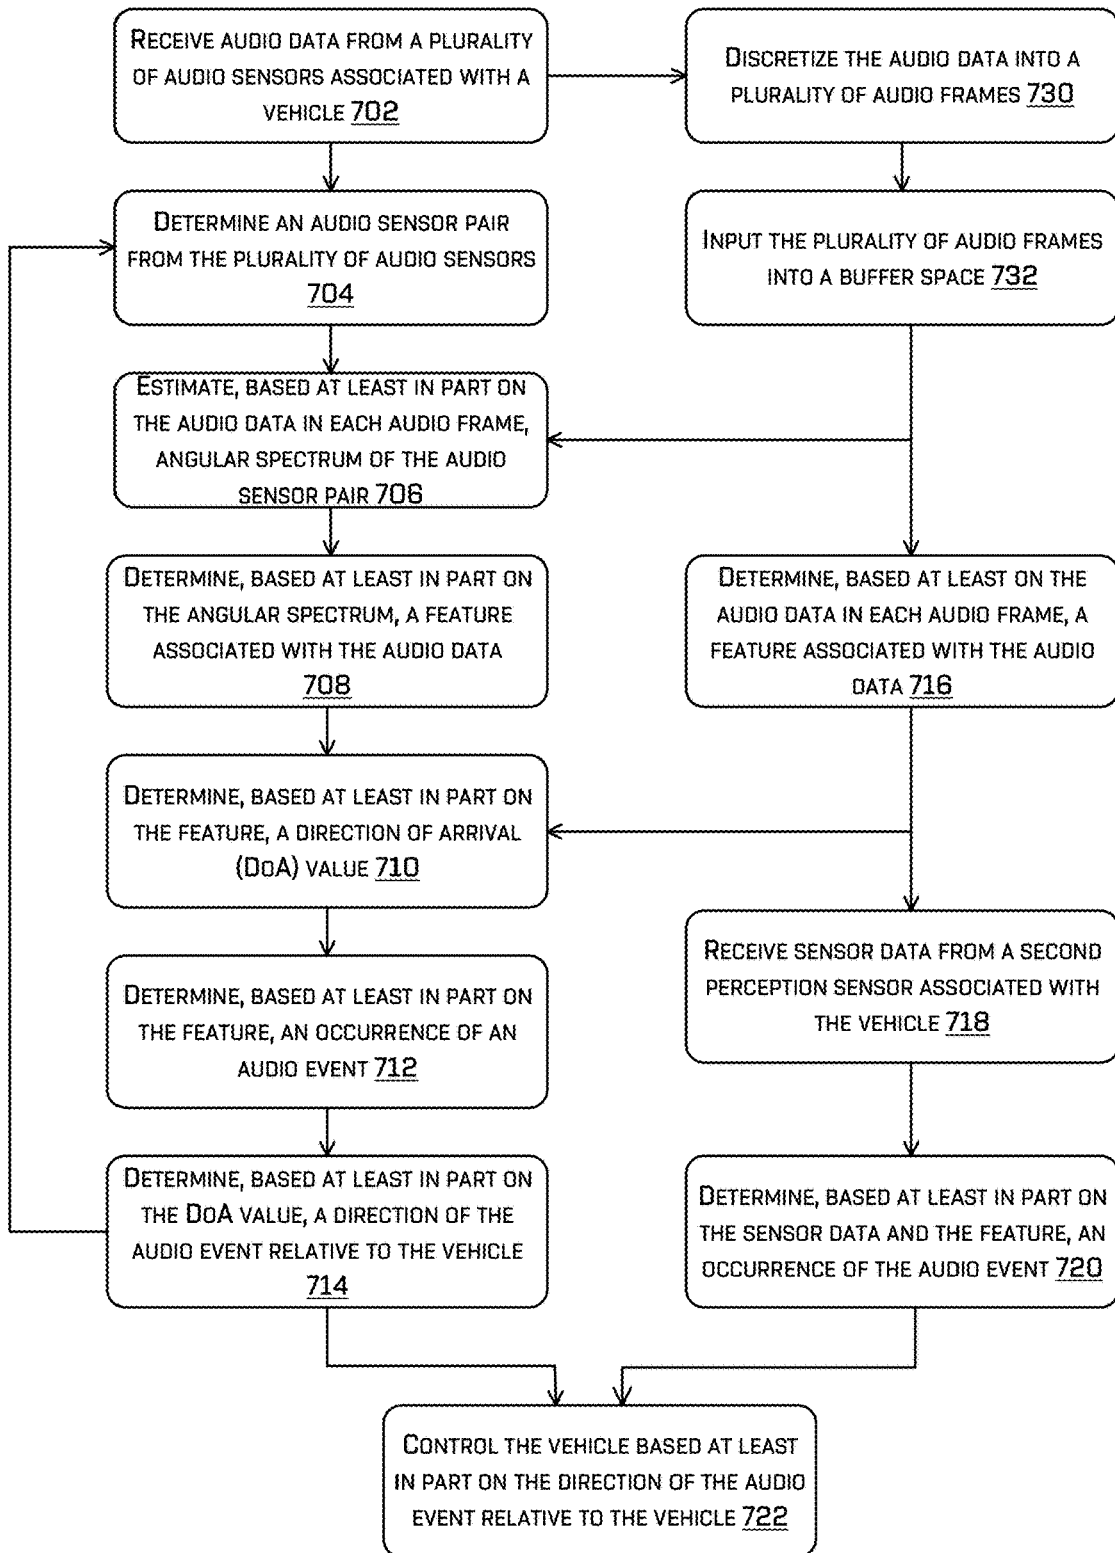 RECEIVE AUDIO DATA FROM A PLURALITY
OF AUDIO SENSORS ASSOCIATED WITH A
VEHICLE 702
DISCRETIZE THE AUDIO DATA INTO A
PLURALITY OF AUDIO FRAMES 730
DETERMINE AN AUDIO SENSOR PAIR
FROM THE PLURALITY OF AUDIO SENSORS
704
INPUT THE PLURALITY OF AUDIO FRAMES
INTO A BUFFER SPACE 732
ESTIMATE, BASED AT LEAST IN PART ON
THE AUDIO DATA IN EACH AUDIO FRAME,
ANGULAR SPECTRUM OF THE AUDIO
SENSOR PAIR 706
DETERMINE, BASED AT LEAST IN PART ON
THE ANGULAR SPECTRUM, A FEATURE
ASSOCIATED WITH THE AUDIO DATA
708
DETERMINE, BASED AT LEAST ON THE
AUDIO DATA IN EACH AUDIO FRAME, A
FEATURE ASSOCIATED WITH THE AUDIO
DATA 716
DETERMINE, BASED AT LEAST IN PART ON
THE FEATURE, A DIRECTION OF ARRIVAL
(DOA) VALUE 710
RECEIVE SENSOR DATA FROM A SECOND
PERCEPTION SENSOR ASSOCIATED WITH
THE VEHICLE 718
DETERMINE, BASED AT LEAST IN PART ON
THE FEATURE, AN OCCURRENCE OF AN
AUDIO EVENT 712
DETERMINE, BASED AT LEAST IN PART ON
THE DOA VALUE, A DIRECTION OF THE
AUDIO EVENT RELATIVE TO THE VEHICLE
714
DETERMINE, BASED AT LEAST IN PART ON
THE SENSOR DATA AND THE FEATURE, AN
OCCURRENCE OF THE AUDIO EVENT 720
CONTROL THE VEHICLE BASED AT LEAST
IN PART ON THE DIRECTION OF THE AUDIO
EVENT RELATIVE TO THE VEHICLE 722